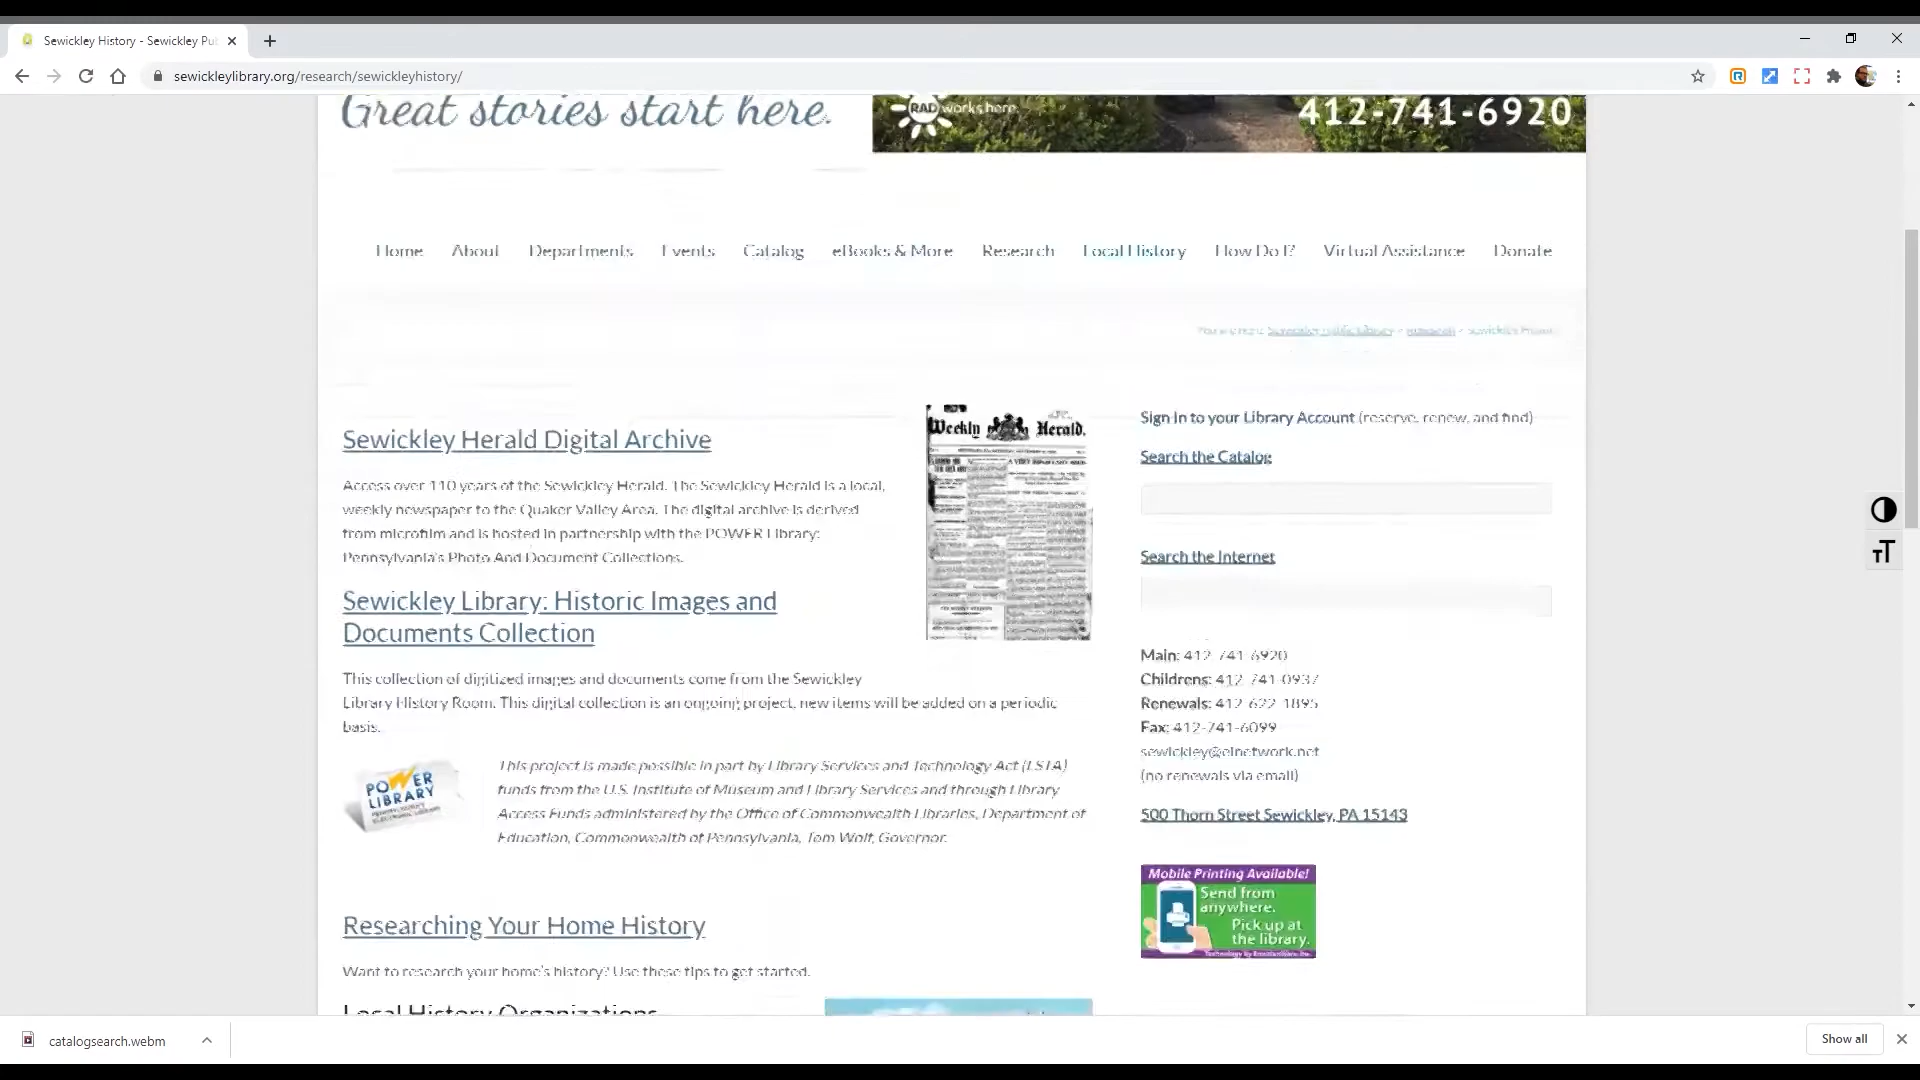 Sewickley History - Sewickley Pu
sewickleylibrary.org/research/sewickleyhistory/
Great stories start here.
RAD works here.
412-741-6920
Home About Departments Events Catalog eBooks & More Research Local History How Do I? Virtual Assistance Donate
You are here: Sewickley Public Library > Research >
Sewickley Herald Digital Archive
Access over 110 years of the Sewickley Herald. The Sewickley Herald is a local,
weekly newspaper to the Quaker Valley Area. The digital archive is derived
from microfilm and is hosted in partnership with the POWER Library:
Pennsylvania's Photo And Document Collections.
Weekly Herald.
Sewickley Library: Historic Images and
Documents Collection
This collection of digitized images and documents come from the Sewickley
Library History Room. This digital collection is an ongoing project, new items will be added on a periodic
basis.
POWER
LIBRARY
This project is made possible in part by Library Services and Technology Act (LSTA)
funds from the U.S. Institute of Museum and Library Services and through Library
Access Funds administered by the Office of Commonwealth Libraries, Department of
Education, Commonwealth of Pennsylvania, Tom Wolf, Governor.
Researching Your Home History
Want to research your home's history? Use these tips to get started.
Local History Organizations
Sign In to your Library Account (reserve, renew, and find)
Search the Catalog
Search the Internet
Main: 412-741-6920
Childrens: 412-741-0937
Renewals: 412-622-1895
Fax: 412-741-6099
sewickley@einetwork.net
(no renewals via email)
500 Thorn Street Sewickley, PA 15143
Mobile Printing Available!
Send from
anywhere.
Pick up at
the library.
catalogsearch.webm
Show all